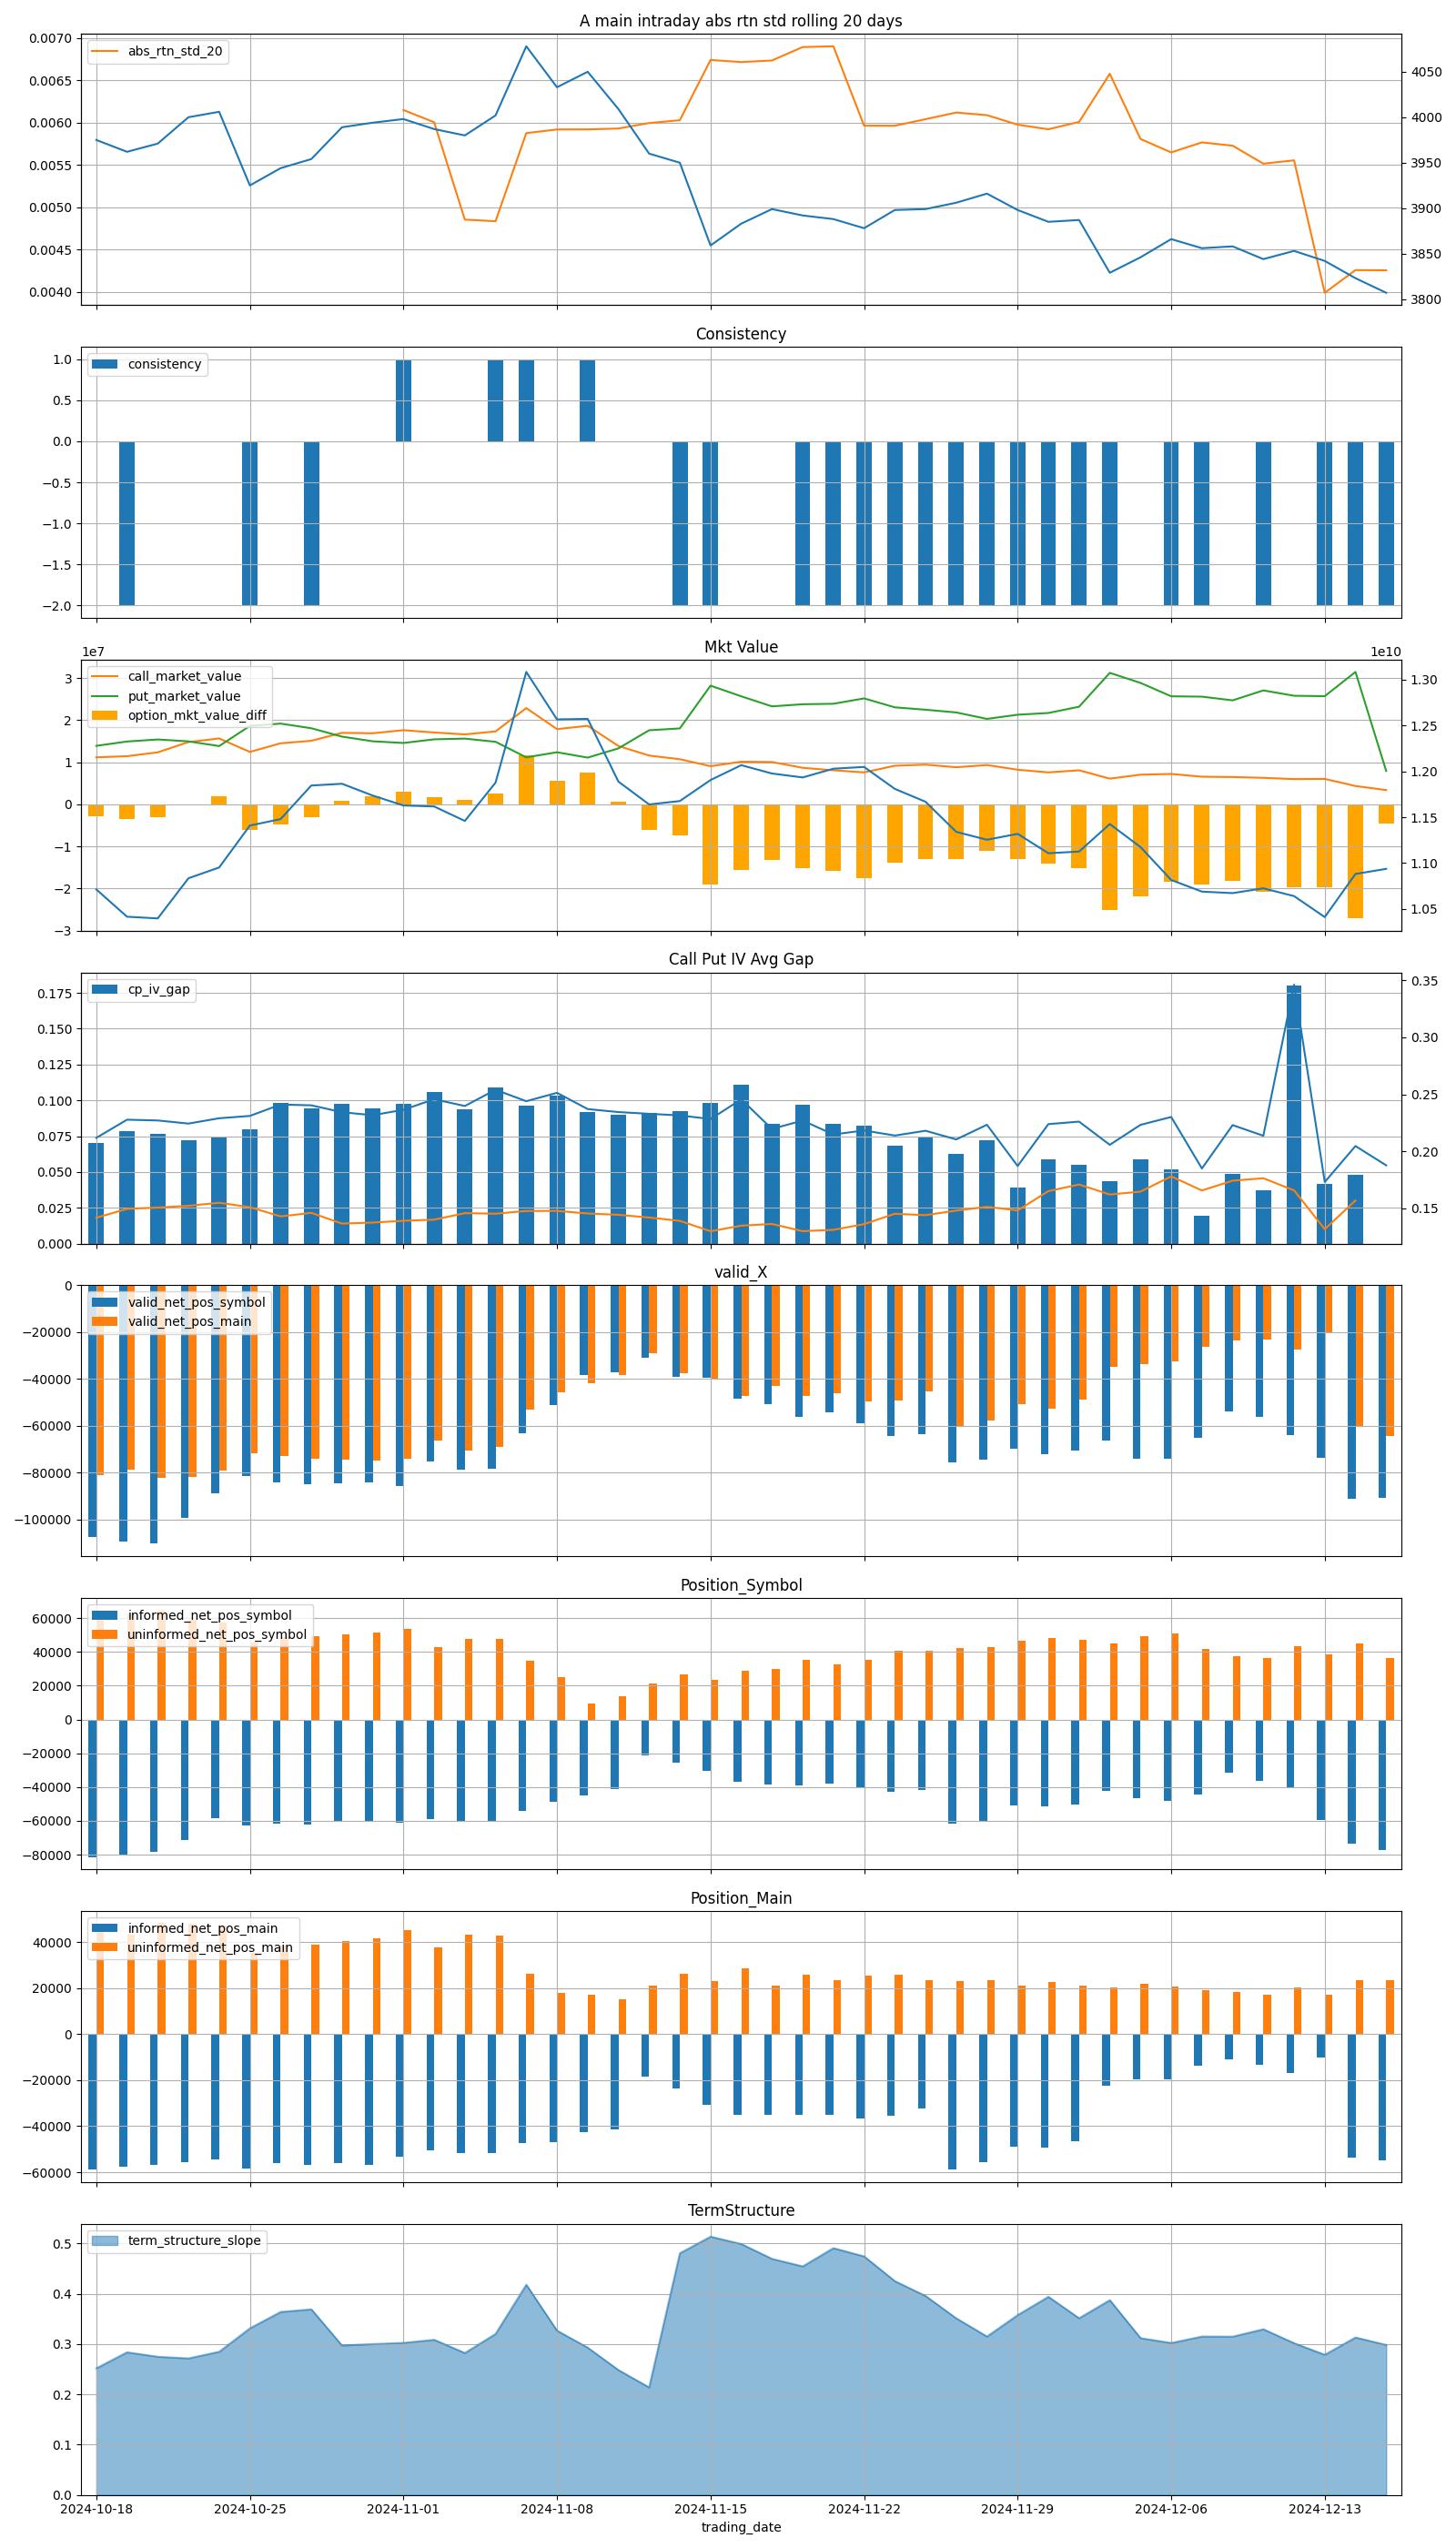 A main intraday abs rtn std rolling 20 days
abs_rtn_std_20
0.0070
0.0065
0.0060
0.0055
0.0050
0.0045
0.0040
4050
4000
3950
3900
3850
3800
Consistency
consistency
1.0
0.5
0.0
−0.5
−1.0
−1.5
−2.0
Mkt Value
1e7
1e10
call_market_value
put_market_value
option_mkt_value_diff
3
2
1
0
−1
−2
−3
1.30
1.25
1.20
1.15
1.10
1.05
Call Put IV Avg Gap
cp_iv_gap
0.175
0.150
0.125
0.100
0.075
0.050
0.025
0.000
0.35
0.30
0.25
0.20
0.15
valid_X
valid_net_pos_symbol
valid_net_pos_main
0
−20000
−40000
−60000
−80000
−100000
Position_Symbol
informed_net_pos_symbol
uninformed_net_pos_symbol
60000
40000
20000
0
−20000
−40000
−60000
−80000
Position_Main
informed_net_pos_main
uninformed_net_pos_main
40000
20000
0
−20000
−40000
−60000
TermStructure
term_structure_slope
0.5
0.4
0.3
0.2
0.1
0.0
2024-10-18 2024-10-25 2024-11-01 2024-11-08 2024-11-15 2024-11-22 2024-11-29 2024-12-06 2024-12-13
trading_date